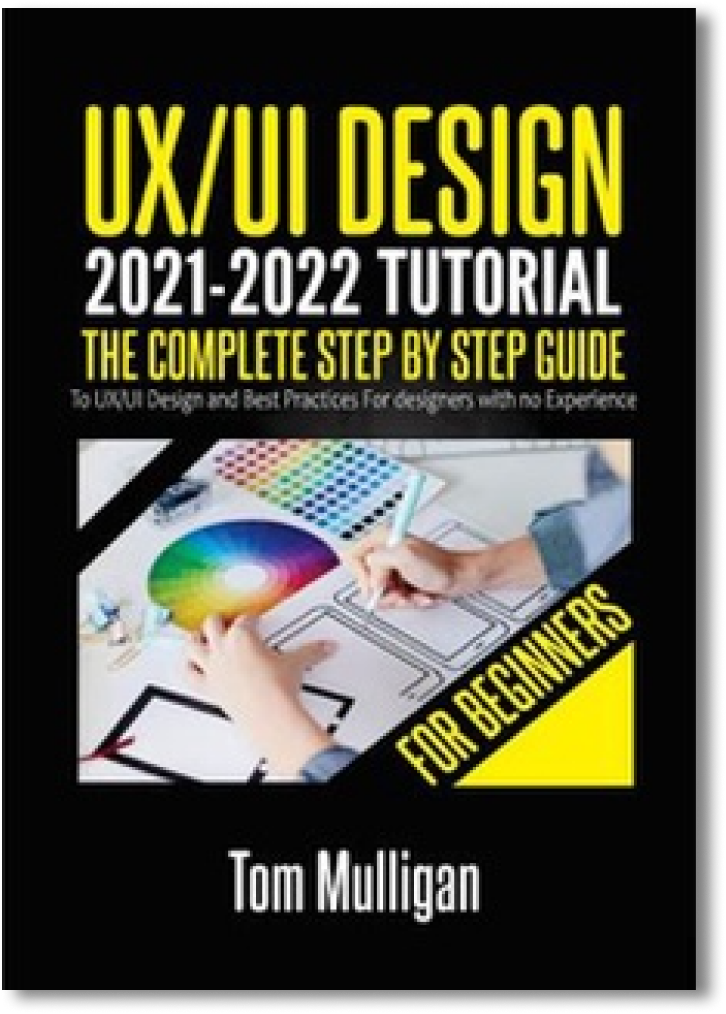 UX/UI DESIGN
2021-2022 TUTORIAL
THE COMPLETE STEP BY STEP GUIDE
To UX/UI Design and Best Practices For designers with no Experience
FOR BEGINNERS
Tom Mulligan